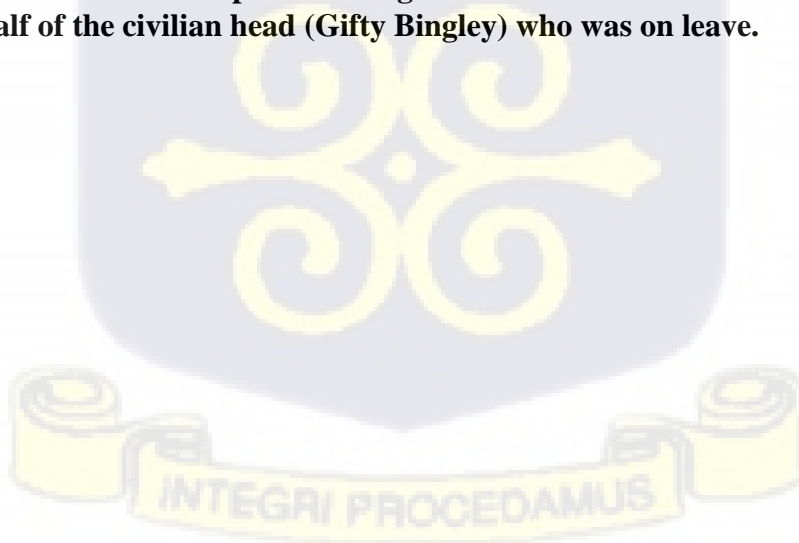 alf of the civilian head (Gifty Bingley) who was on leave.
INTEGRI PROCEDAMUS